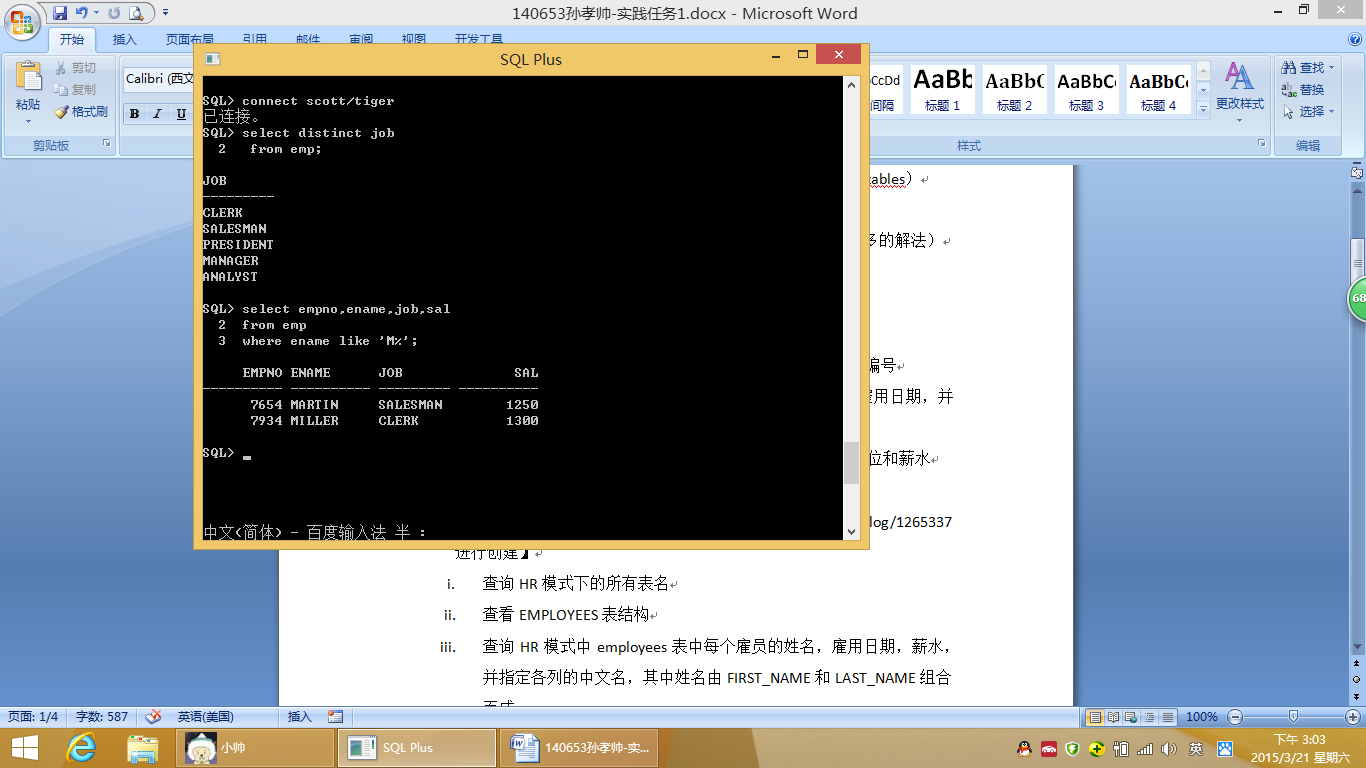 140653孙孝帅-实践任务1.docx - Microsoft Word
开始 插入 页面布局 引用 邮件 审阅 视图 开发工具
粘贴
剪切
复制
格式刷
剪贴板
Calibri (西文
B I U
SQL Plus
SQL> connect scott/tiger
已连接。
SQL> select distinct job
2 from emp;
JOB
---------
CLERK
SALESMAN
PRESIDENT
MANAGER
ANALYST
SQL> select empno,ename,job,sal
2 from emp
3 where ename like 'M%';
EMPNO ENAME JOB SAL
---------- ---------- --------- ----------
7654 MARTIN SALESMAN 1250
7934 MILLER CLERK 1300
SQL>
中文(简体) - 百度输入法 半 :
CcDd AaBb AaBbC AaBbC AaBbC
间隔 标题 1 标题 2 标题 3 标题 4
更改样式
样式
查找
替换
选择
编辑
tables）
多的解法）
编号
雇用日期，并
位和薪水
log/1265337
进行创建】
i. 查询 HR 模式下的所有表名
ii. 查看 EMPLOYEES 表结构
iii. 查询 HR 模式中 employees 表中每个雇员的姓名，雇用日期，薪水，
并指定各列的中文名，其中姓名由 FIRST_NAME 和 LAST_NAME 组合
而成
68
页面: 1/4 字数: 587 英语(美国) 插入 100%
小帅 SQL Plus 140653孙孝帅-实... 英
下午 3:03
2015/3/21 星期六